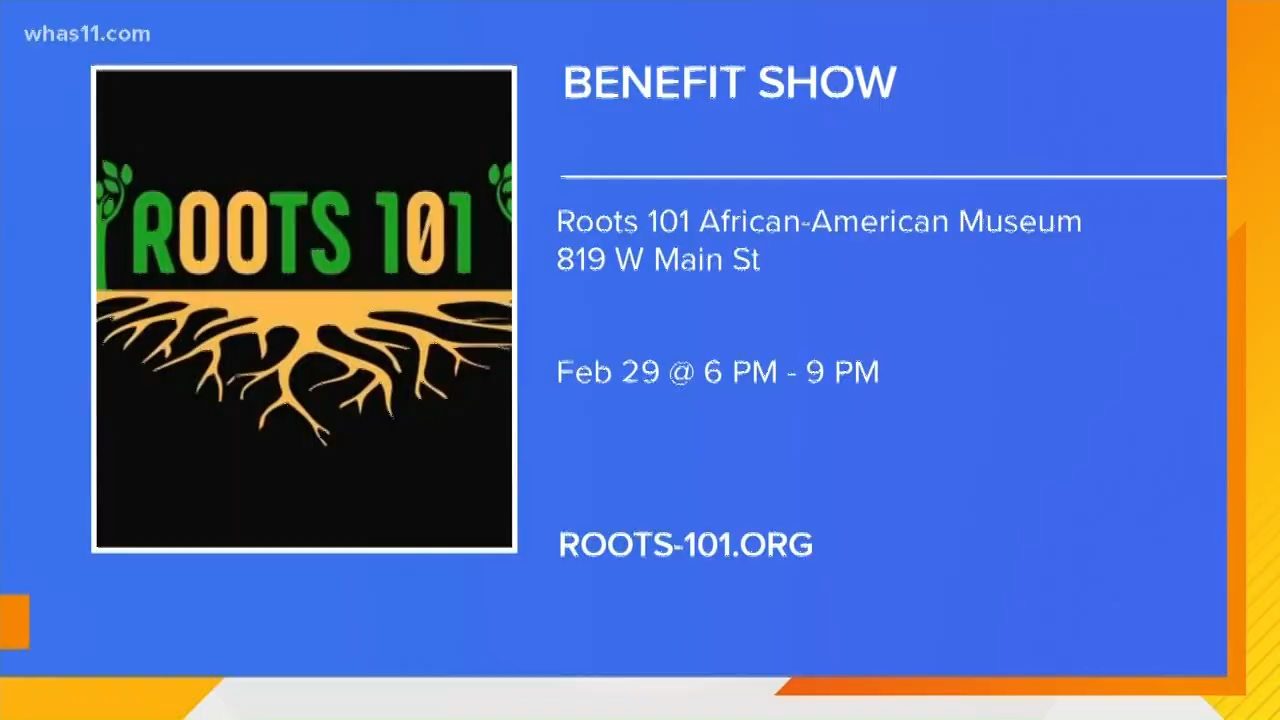 whas11.com
ROOTS 101
BENEFIT SHOW
Roots 101 African-American Museum
819 W Main St
Feb 29 @ 6 PM - 9 PM
ROOTS-101.ORG